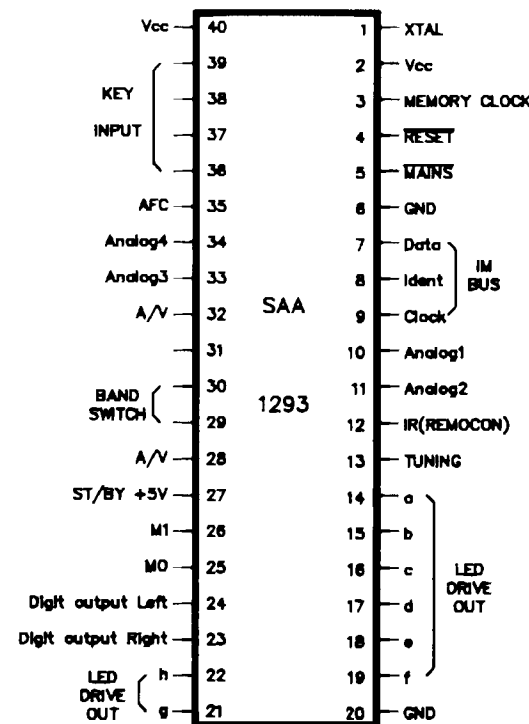 Vcc 40 1 XTAL
39 2 Vcc
KEY 38 3 MEMORY CLOCK
INPUT 37 4 RESET
36 5 MAINS
AFC 35 6 GND
Analog4 34 7 Data
Analog3 33 8 Ident IM
BUS
A/V 32 SAA 9 Clock
31 10 Analog1
BAND 30 11 Analog2
SWITCH 29 1293 12 IR(REMOCON)
A/V 28 13 TUNING
ST/BY +5V 27 14 a
M1 26 15 b
M0 25 16 c LED
Digit output Left 24 17 d DRIVE
OUT
Digit output Right 23 18 e
LED h 22 19 f
DRIVE
OUT g 21 20 GND